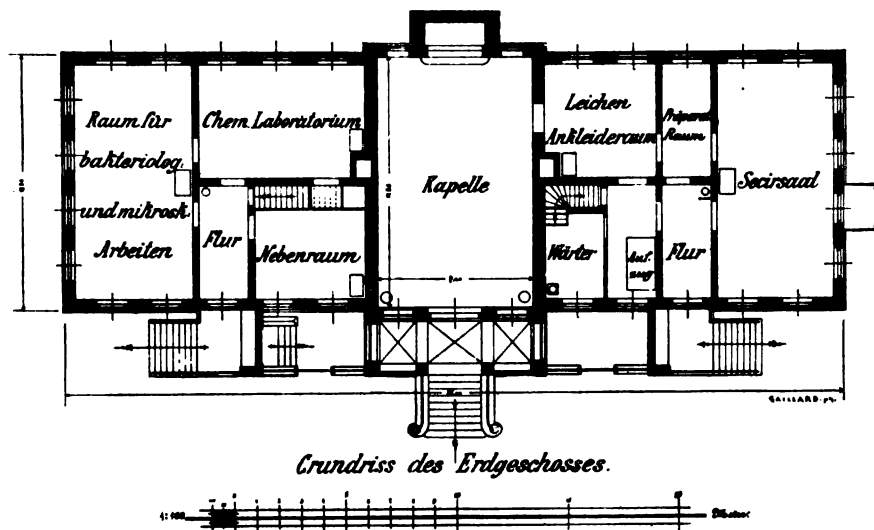 Raum für
bakteriolog.
und mikrosk.
Arbeiten
Chem. Laboratorium
Flur
Nebenraum
Kapelle
Leichen
Ankleideraum
Präparat.
Raum
Wärter
Auf-
zug
Flur
Secirsaal
GAILLARD
Grundriss des Erdgeschosses.